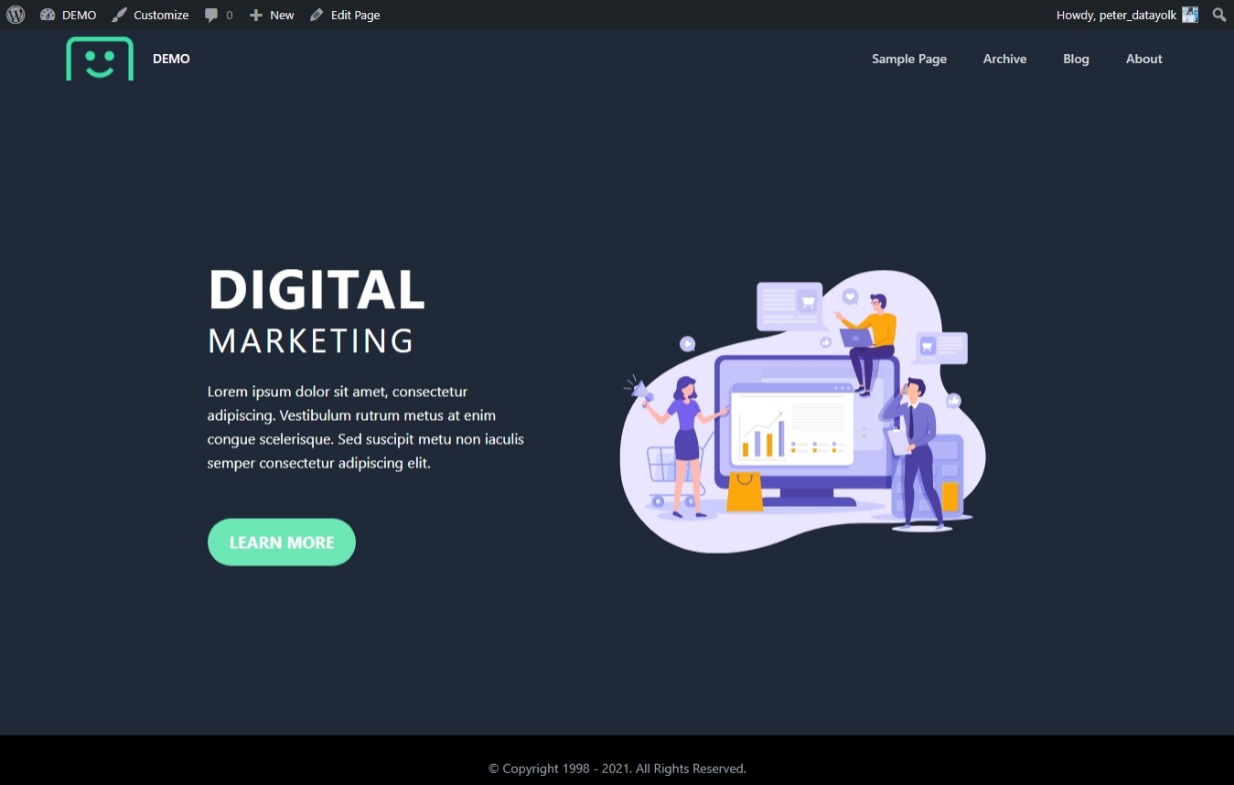 DEMO Customize 0 New Edit Page Howdy, peter_datayolk
DEMO Sample Page Archive Blog About
DIGITAL
MARKETING
Lorem ipsum dolor sit amet, consectetur
adipiscing. Vestibulum rutrum metus at enim
congue scelerisque. Sed suscipit metu non iaculis
semper consectetur adipiscing elit.
LEARN MORE
© Copyright 1998 - 2021. All Rights Reserved.